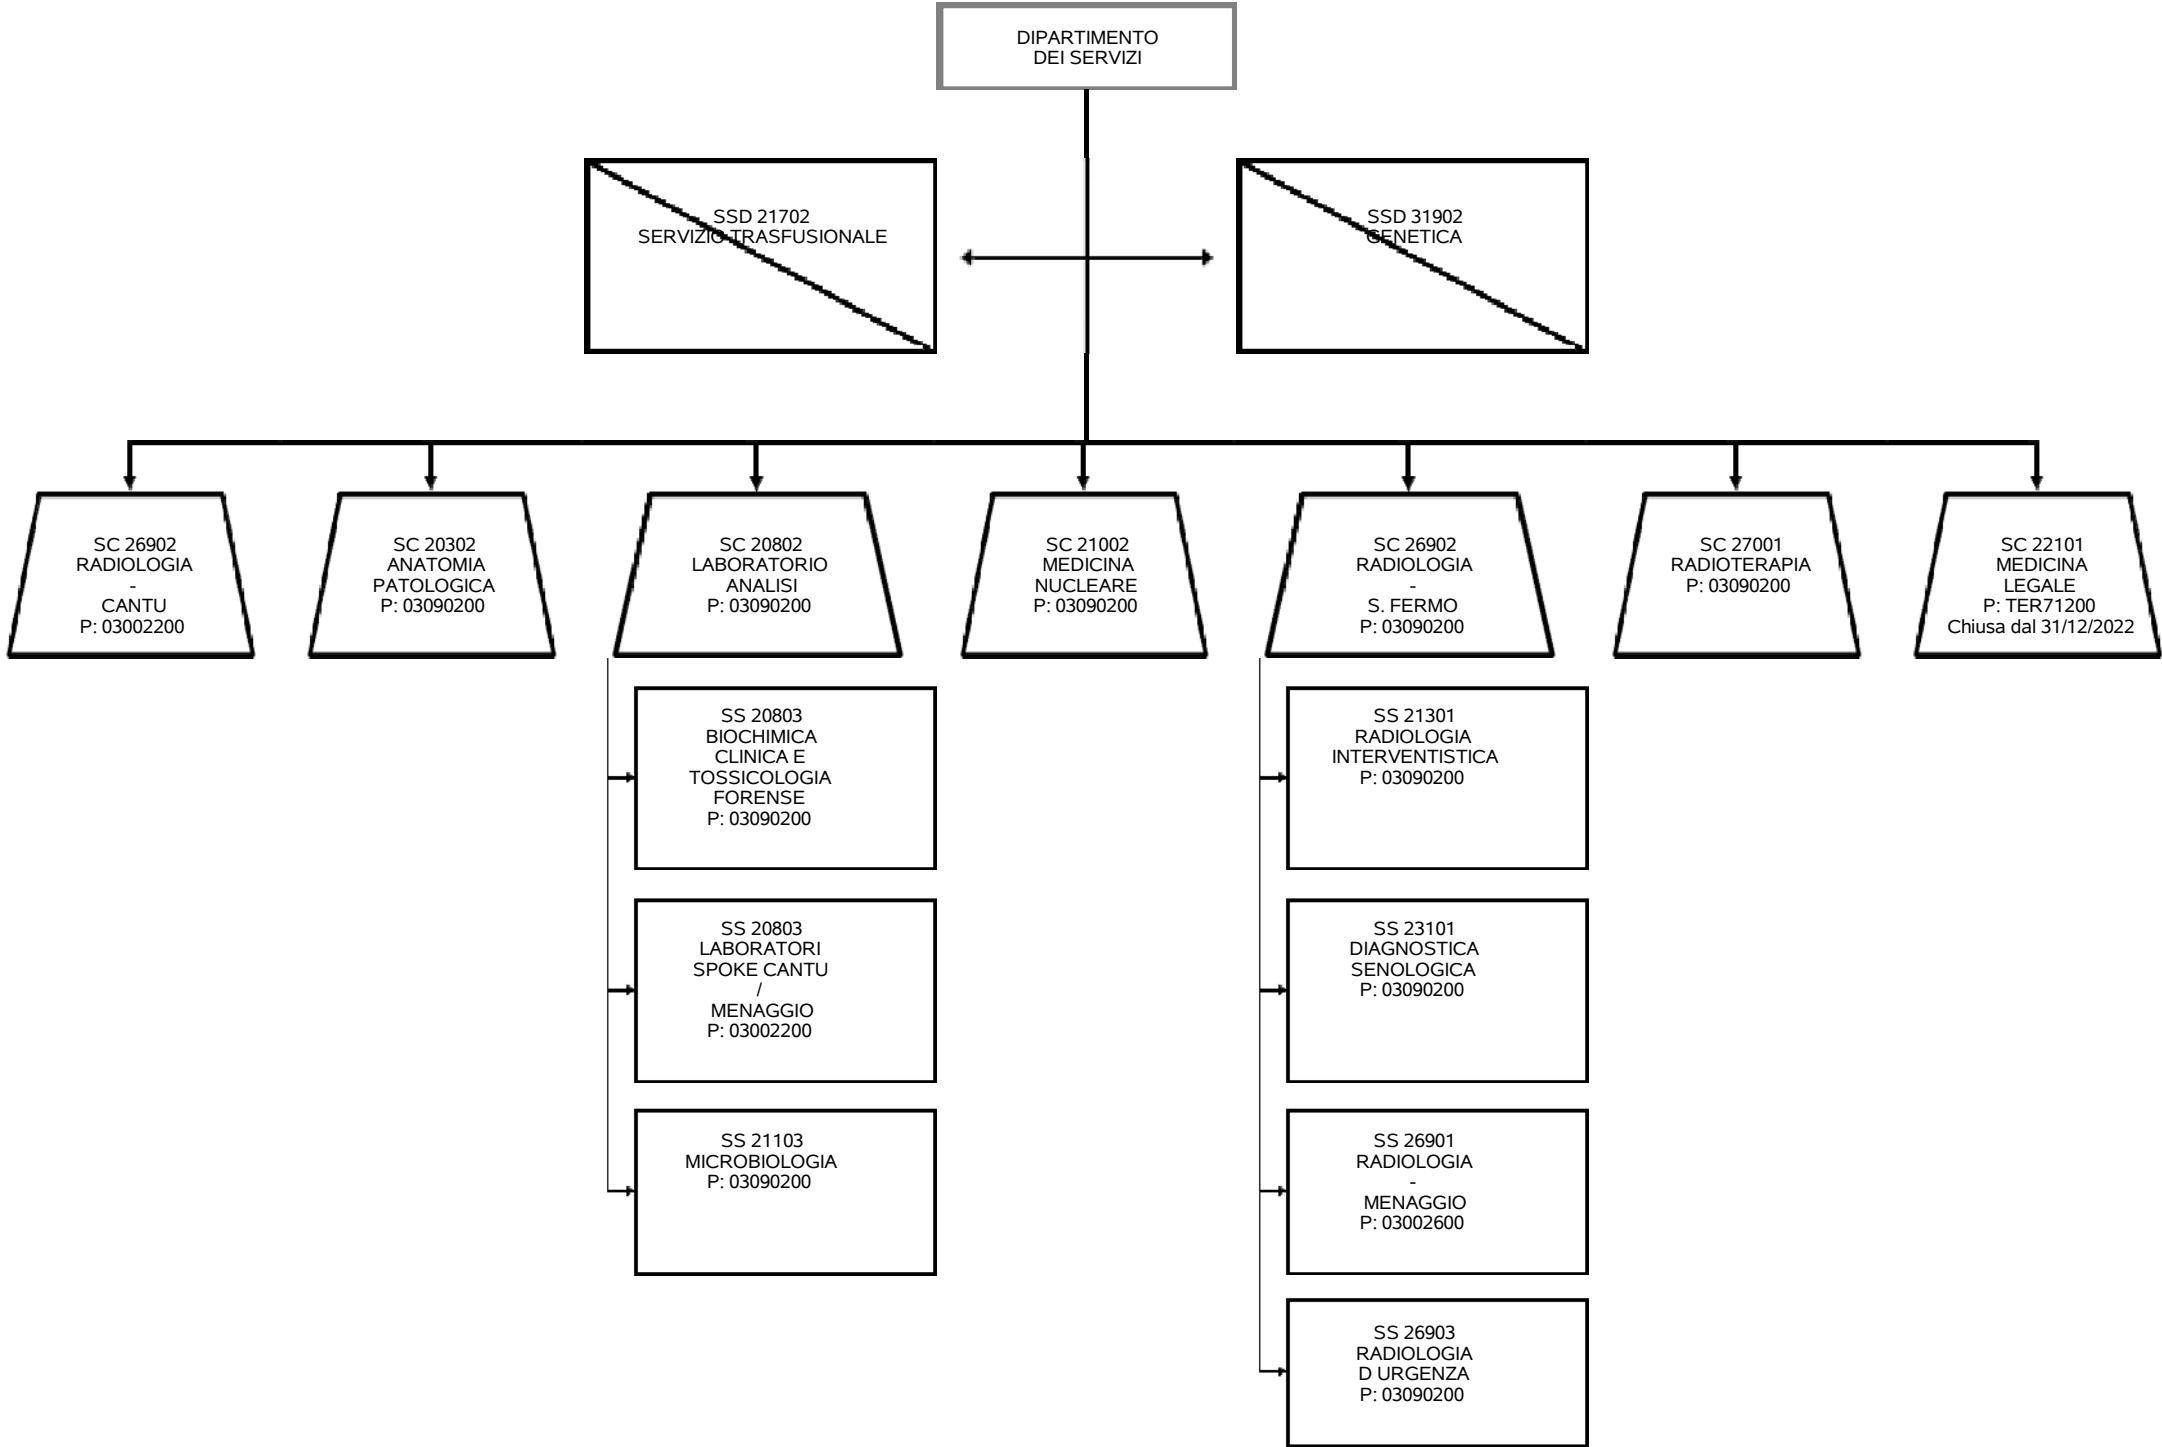 DIPARTIMENTO
DEI SERVIZI
SSD 21702
SERVIZIO TRASFUSIONALE
SSD 31902
GENETICA
SC 26902
RADIOLOGIA
-
CANTU
P: 03002200
SC 20302
ANATOMIA
PATOLOGICA
P: 03090200
SC 20802
LABORATORIO
ANALISI
P: 03090200
SC 21002
MEDICINA
NUCLEARE
P: 03090200
SC 26902
RADIOLOGIA
-
S. FERMO
P: 03090200
SC 27001
RADIOTERAPIA
P: 03090200
SC 22101
MEDICINA
LEGALE
P: TER71200
Chiusa dal 31/12/2022
SS 20803
BIOCHIMICA
CLINICA E
TOSSICOLOGIA
FORENSE
P: 03090200
SS 20803
LABORATORI
SPOKE CANTU
/
MENAGGIO
P: 03002200
SS 21103
MICROBIOLOGIA
P: 03090200
SS 21301
RADIOLOGIA
INTERVENTISTICA
P: 03090200
SS 23101
DIAGNOSTICA
SENOLOGICA
P: 03090200
SS 26901
RADIOLOGIA
-
MENAGGIO
P: 03002600
SS 26903
RADIOLOGIA
D URGENZA
P: 03090200